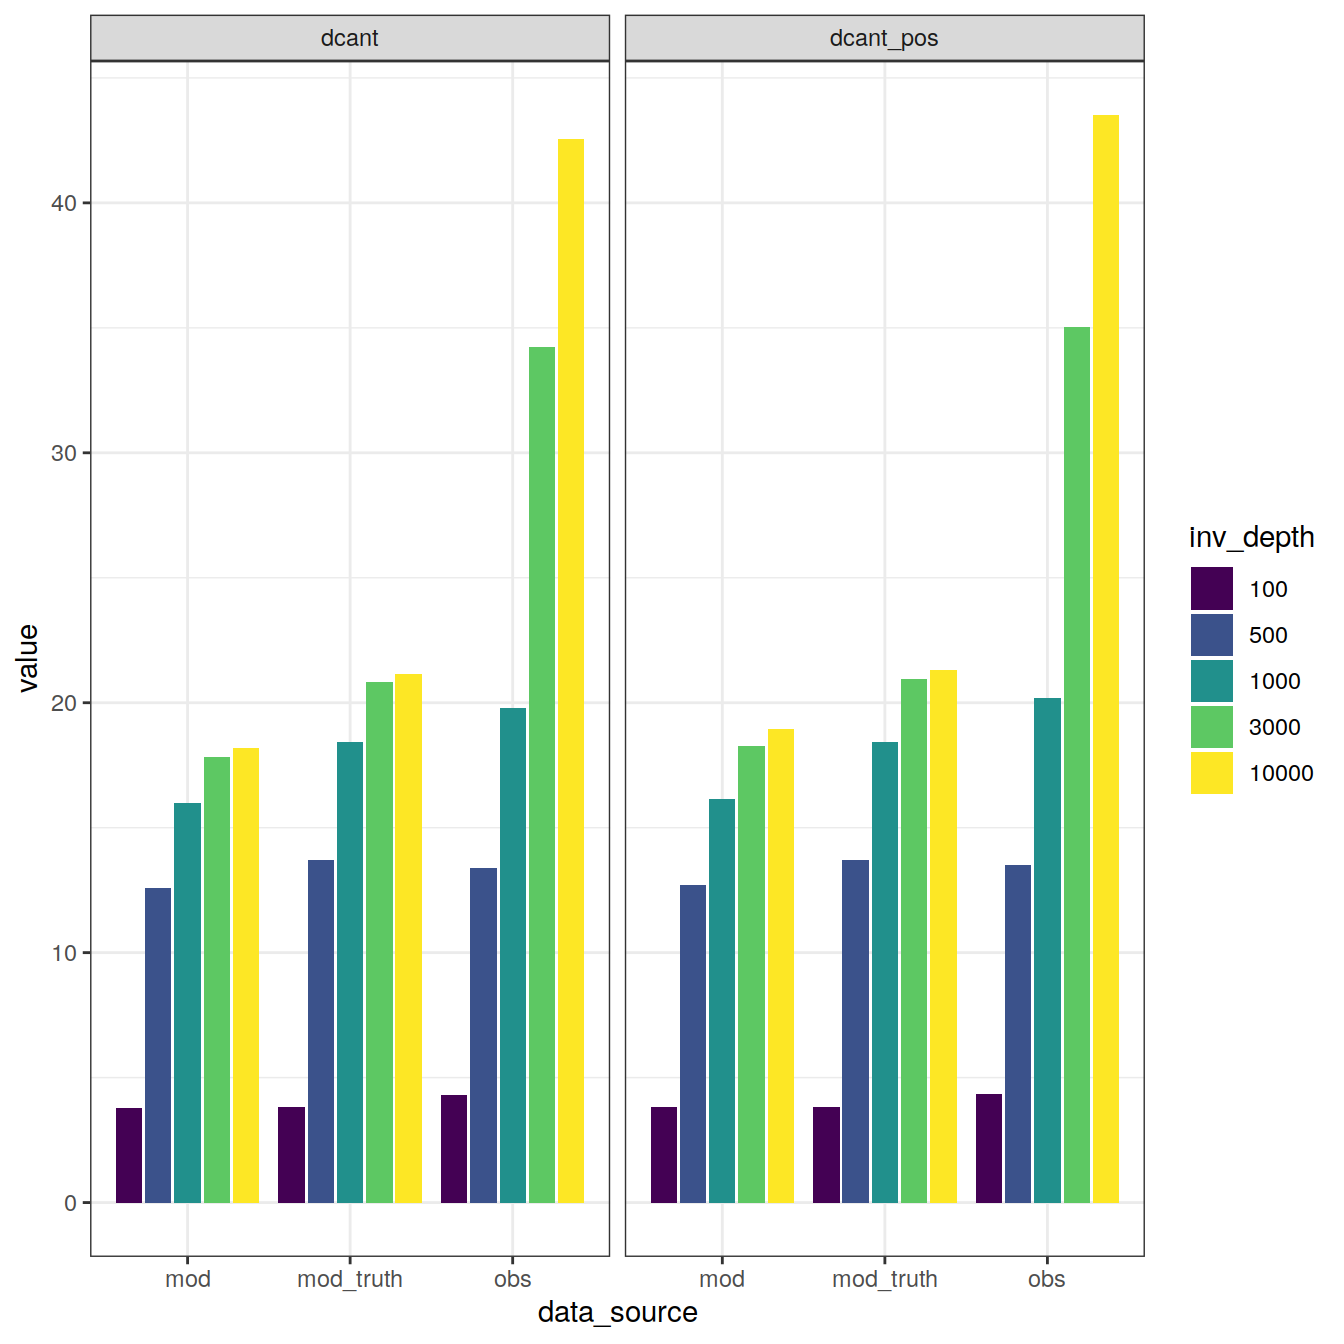 dcant
dcant_pos
40
30
20
10
0
value
mod
mod_truth
obs
mod
mod_truth
obs
data_source
inv_depth
100
500
1000
3000
10000